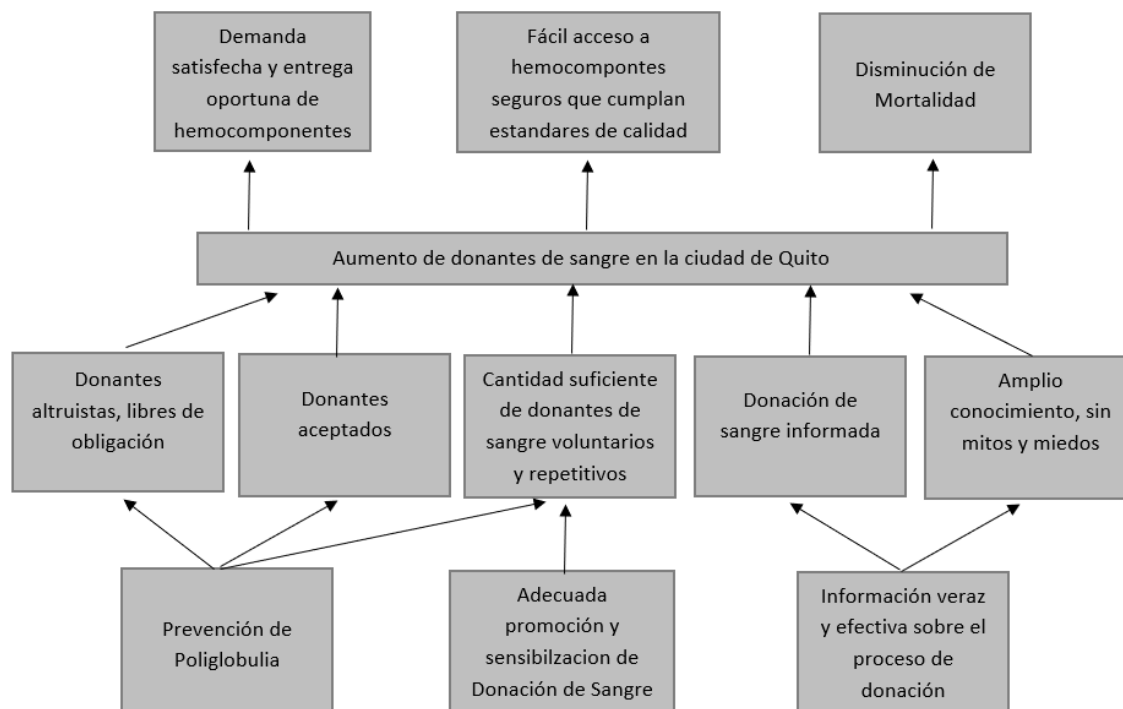 Demanda
satisfecha y entrega
oportuna de
hemocomponentes
Fácil acceso a
hemocompontes
seguros que cumplan
estandares de calidad
Disminución de
Mortalidad
Aumento de donantes de sangre en la ciudad de Quito
Donantes
altruistas, libres de
obligación
Donantes
aceptados
Cantidad suficiente
de donantes de
sangre voluntarios
y repetitivos
Donación de
sangre informada
Amplio
conocimiento, sin
mitos y miedos
Prevención de
Poliglobulia
Adecuada
promoción y
sensibilzacion de
Donación de Sangre
Información veraz
y efectiva sobre el
proceso de
donación